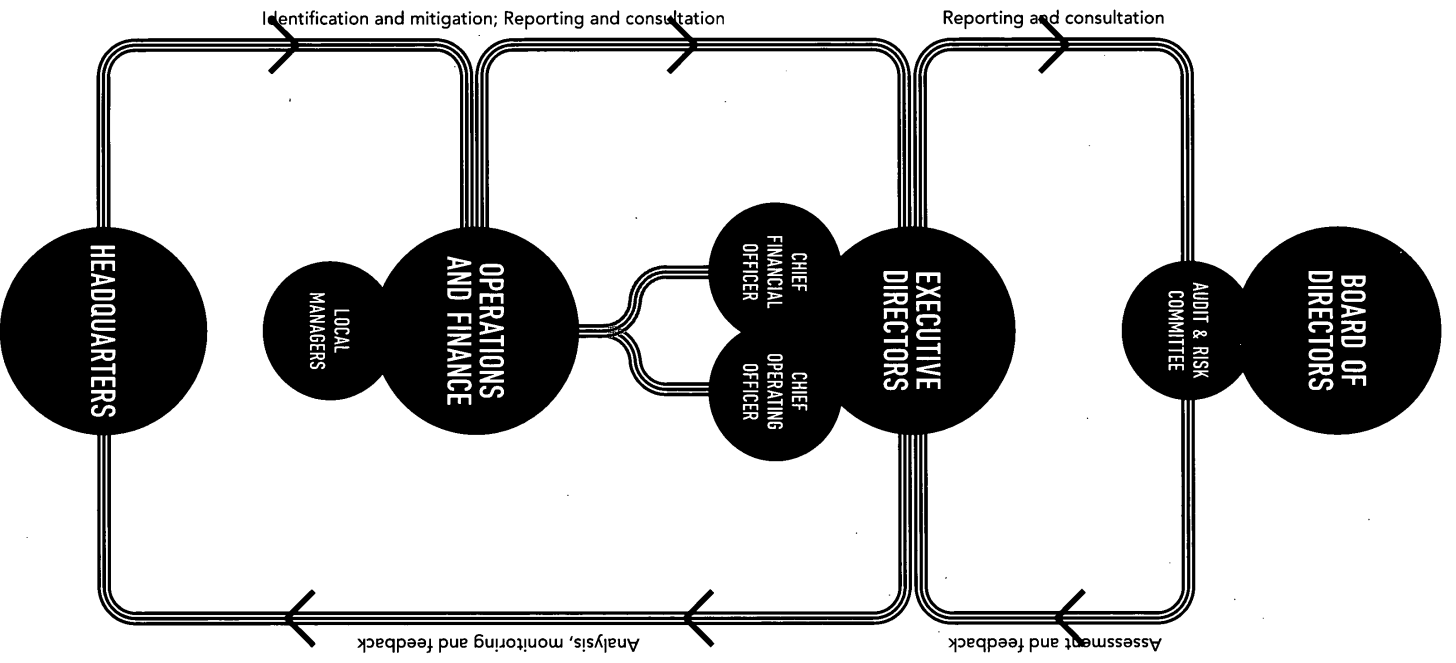 Identification and mitigation; Reporting and consultation
Reporting and consultation
HEADQUARTERS
LOCAL
MANAGERS
OPERATIONS
AND FINANCE
CHIEF
FINANCIAL
OFFICER
CHIEF
OPERATING
OFFICER
EXECUTIVE
DIRECTORS
AUDIT & RISK
COMMITTEE
BOARD OF
DIRECTORS
Analysis, monitoring and feedback
Assessment and feedback